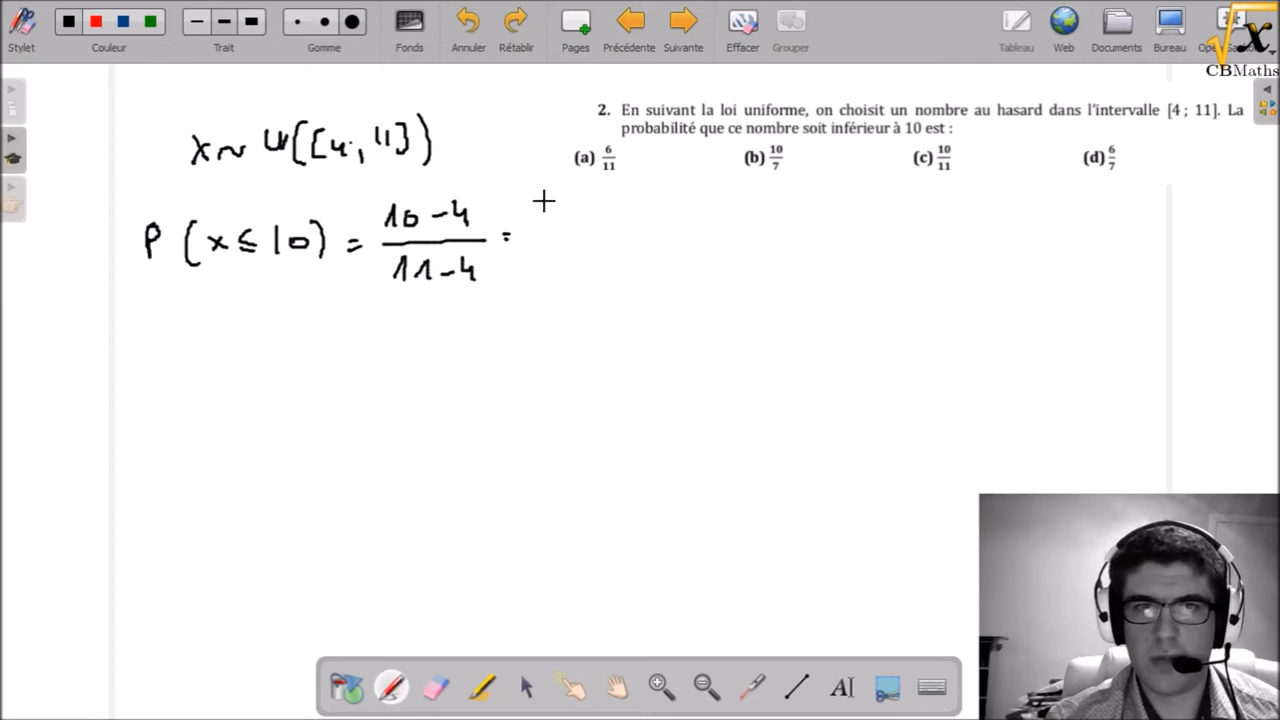 Stylet Couleur Trait Gomme Fonds Annuler Rétablir Pages Précédente Suivante Effacer Grouper Tableau Web Documents Bureau
√x
CBMaths
2. En suivant la loi uniforme, on choisit un nombre au hasard dans l'intervalle [4 ; 11]. La
probabilité que ce nombre soit inférieur à 10 est :
(a) 6/11 (b) 10/7 (c) 10/11 (d) 6/7
X ~ U([4, 11])
P (X ≤ 10) = 10-4 / 11-4 =
AI